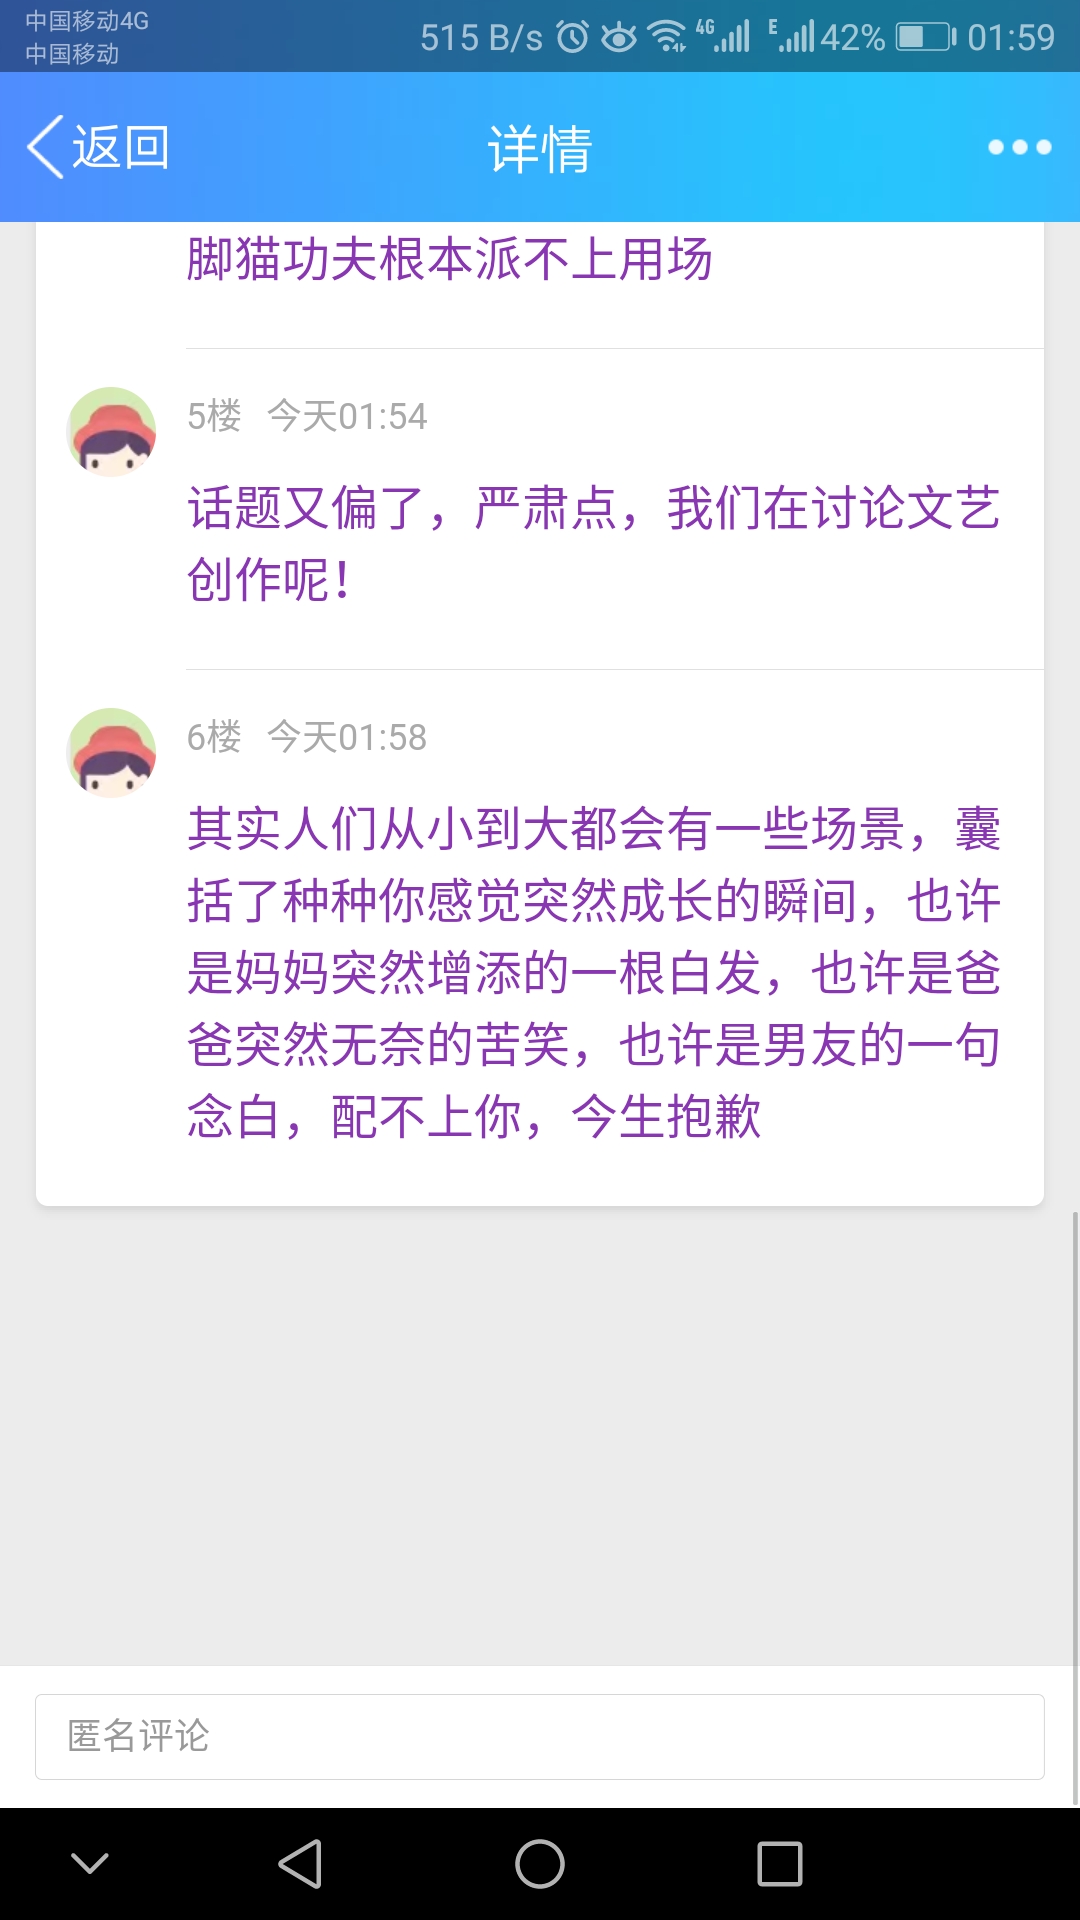 中国移动4G
中国移动
515 B/s 4G E 42% 01:59
返回 详情
脚猫功夫根本派不上用场
5楼 今天01:54
话题又偏了，严肃点，我们在讨论文艺
创作呢！
6楼 今天01:58
其实人们从小到大都会有一些场景，囊
括了种种你感觉突然成长的瞬间，也许
是妈妈突然增添的一根白发，也许是爸
爸突然无奈的苦笑，也许是男友的一句
念白，配不上你，今生抱歉
匿名评论